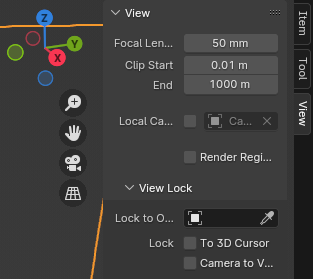 Z
Y
X
View
Focal Len... 50 mm
Clip Start 0.01 m
End 1000 m
Local Ca... Ca...
Render Regi...
View Lock
Lock to O...
Lock To 3D Cursor
Camera to V...
Item
Tool
View